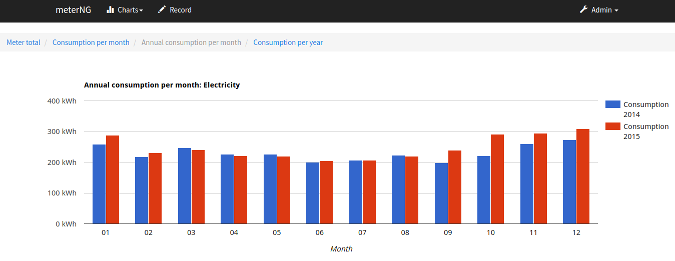 meterNG Charts Record Admin
Meter total / Consumption per month / Annual consumption per month / Consumption per year
Annual consumption per month: Electricity
400 kWh
300 kWh
200 kWh
100 kWh
0 kWh
01 02 03 04 05 06 07 08 09 10 11 12
Month
Consumption
2014
Consumption
2015